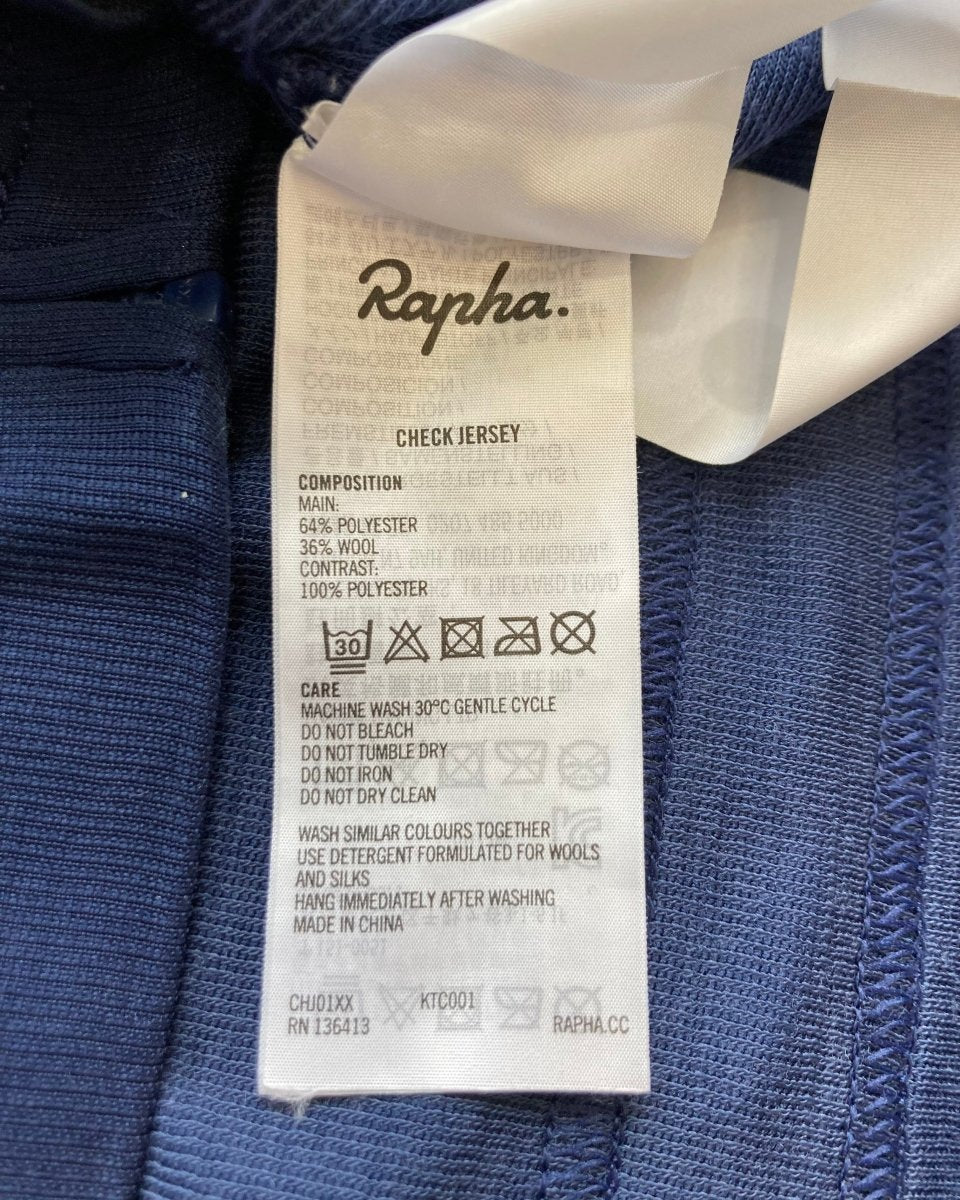 Rapha.
CHECK JERSEY
COMPOSITION
MAIN:
64% POLYESTER
36% WOOL
CONTRAST:
100% POLYESTER
30
CARE
MACHINE WASH 30°C GENTLE CYCLE
DO NOT BLEACH
DO NOT TUMBLE DRY
DO NOT IRON
DO NOT DRY CLEAN
WASH SIMILAR COLOURS TOGETHER
USE DETERGENT FORMULATED FOR WOOLS
AND SILKS
HANG IMMEDIATELY AFTER WASHING
MADE IN CHINA
CHJ01XX KTC001
RN 136413 RAPHA.CC